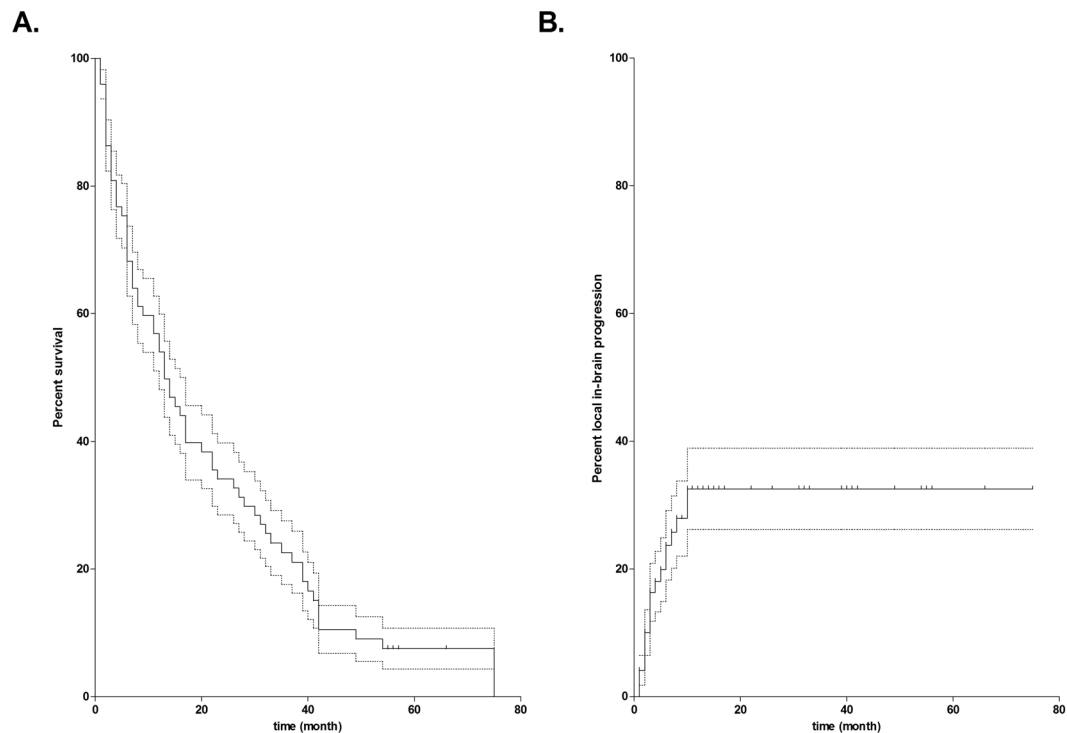 A.
B.
100
80
60
40
20
0
Percent survival
0 20 40 60 80
time (month)
100
80
60
40
20
0
Percent local in-brain progression
0 20 40 60 80
time (month)